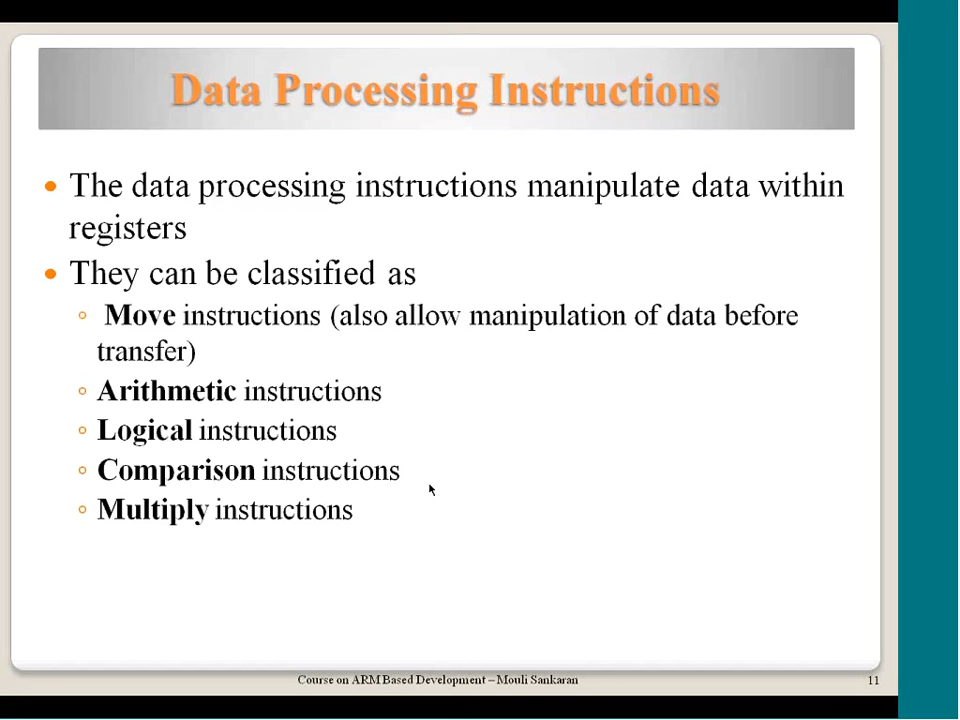 Data Processing Instructions
• The data processing instructions manipulate data within
registers
• They can be classified as
◦ Move instructions (also allow manipulation of data before
transfer)
◦ Arithmetic instructions
◦ Logical instructions
◦ Comparison instructions
◦ Multiply instructions
Course on ARM Based Development – Mouli Sankaran
11